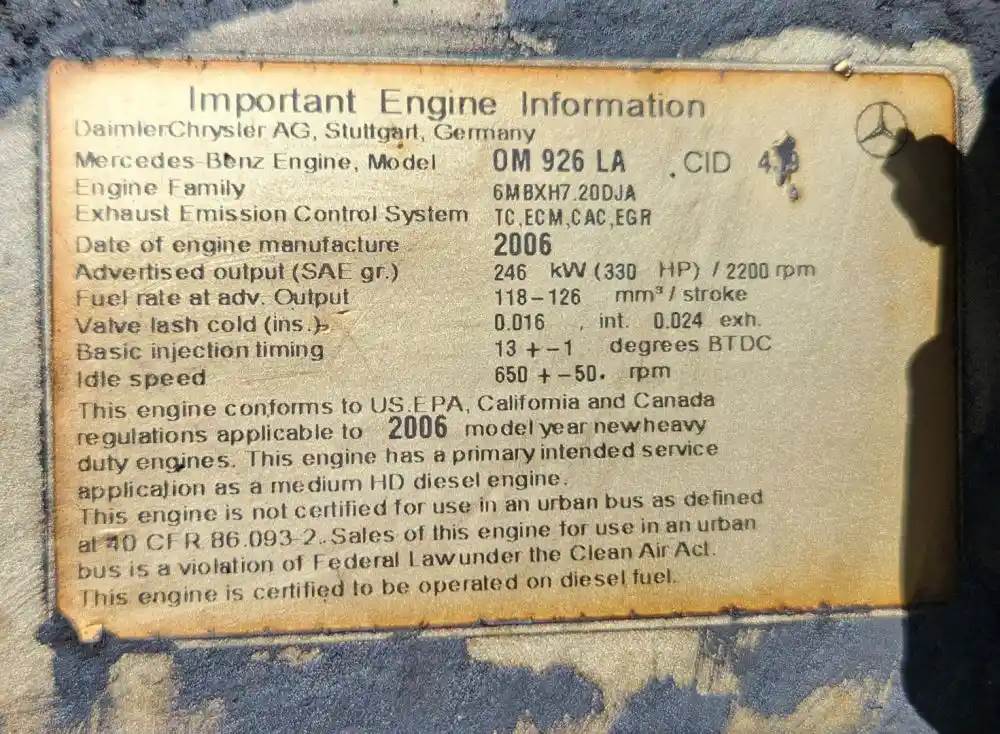 Important Engine Information
DaimlerChrysler AG, Stuttgart, Germany
Mercedes-Benz Engine, Model OM 926 LA . CID
Engine Family 6MBXH7.20DJA
Exhaust Emission Control System TC,ECM,CAC,EGR
Date of engine manufacture 2006
Advertised output (SAE gr.) 246 kW (330 HP) / 2200 rpm
Fuel rate at adv. Output 118-126 mm³/ stroke
Valve lash cold (ins.) 0.016 , int. 0.024 exh.
Basic injection timing 13 +-1 degrees BTDC
Idle speed 650 +-50. rpm
This engine conforms to US.EPA, California and Canada
regulations applicable to 2006 model year new heavy
duty engines. This engine has a primary intended service
application as a medium HD diesel engine.
This engine is not certified for use in an urban bus as defined
at 40 CFR 86.093-2. Sales of this engine for use in an urban
bus is a violation of Federal Law under the Clean Air Act.
This engine is certified to be operated on diesel fuel.